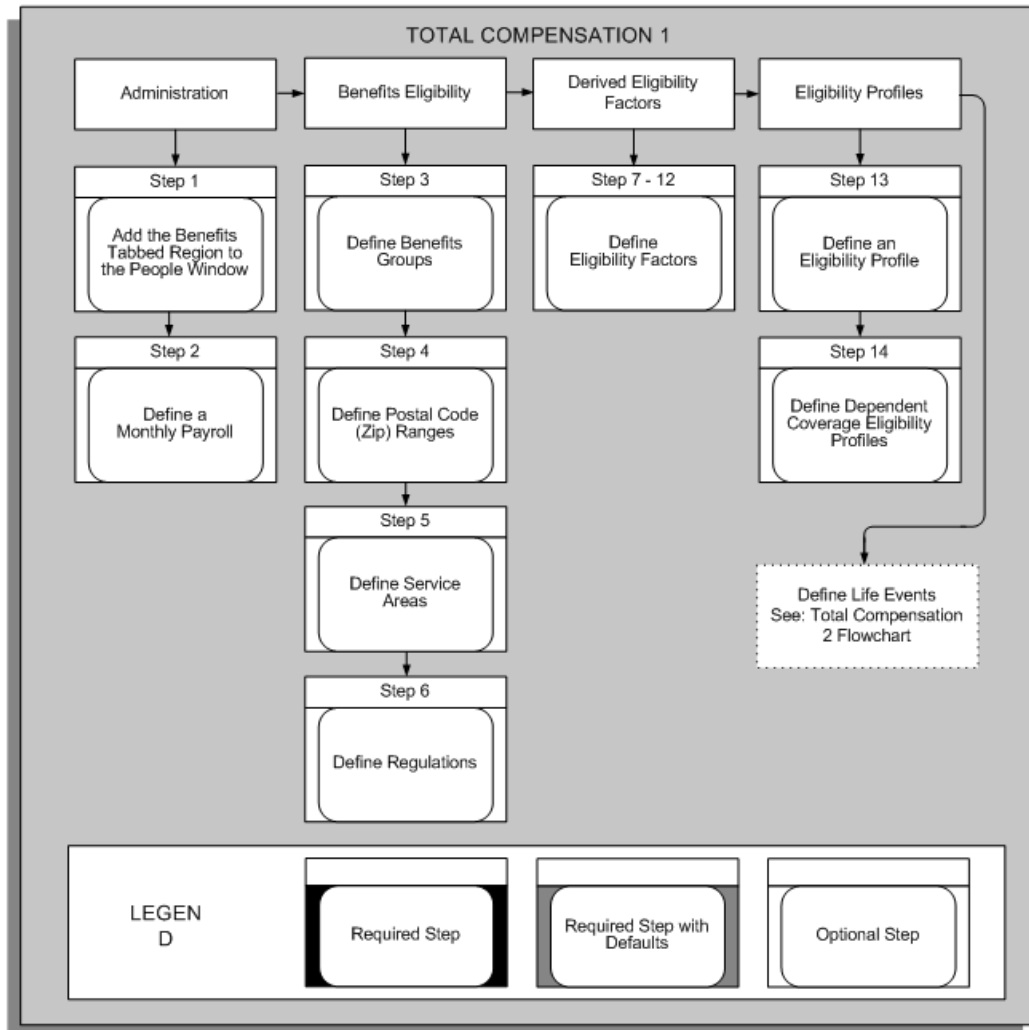 TOTAL COMPENSATION 1
Administration
Benefits Eligibility
Derived Eligibility
Factors
Eligibility Profiles
Step 1
Add the Benefits
Tabbed Region to
the People Window
Step 2
Define a
Monthly Payroll
Step 3
Define Benefits
Groups
Step 4
Define Postal Code
(Zip) Ranges
Step 5
Define Service
Areas
Step 6
Define Regulations
Step 7 - 12
Define
Eligibility Factors
Step 13
Define an
Eligibility Profile
Step 14
Define Dependent
Coverage Eligibility
Profiles
Define Life Events
See: Total Compensation
2 Flowchart
LEGEN
D
Required Step
Required Step with
Defaults
Optional Step